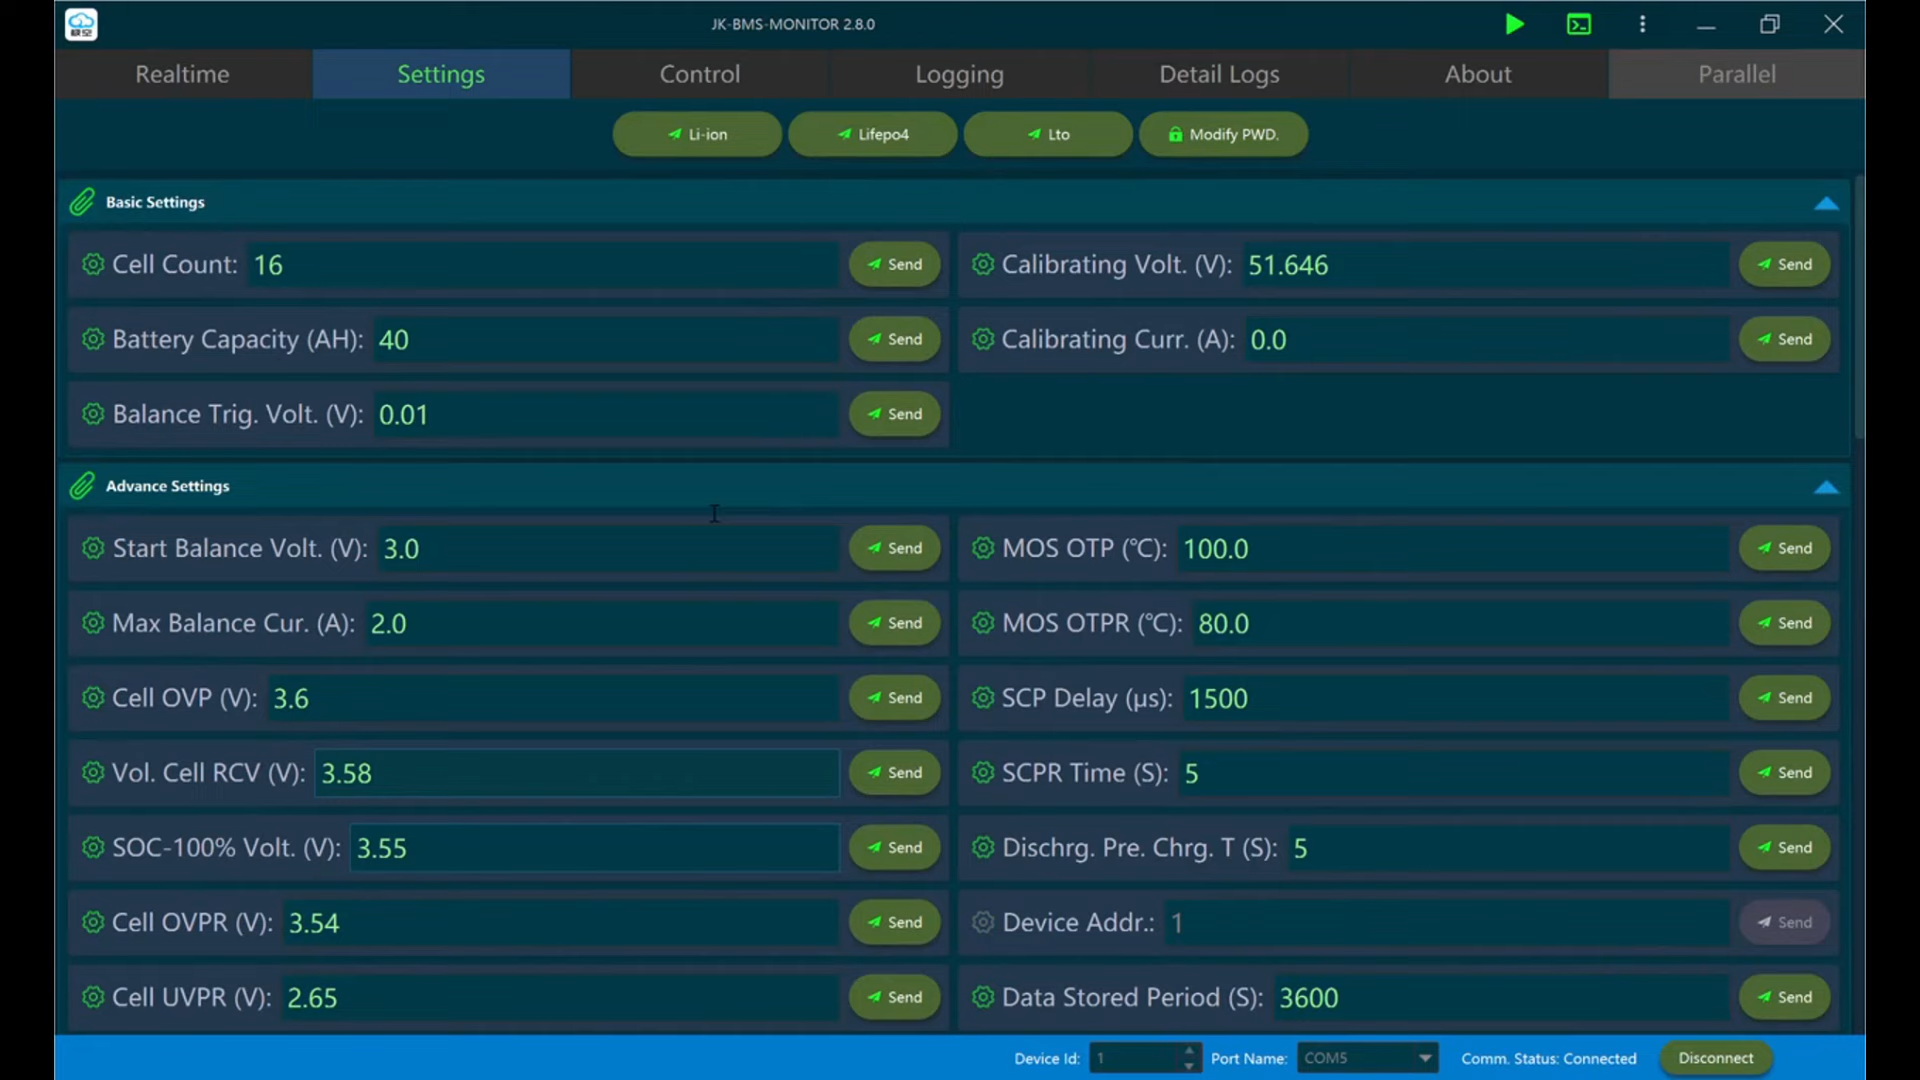 JK-BMS-MONITOR 2.8.0
Realtime Settings Control Logging Detail Logs About Parallel
Li-ion Lifepo4 Lto Modify PWD.
Basic Settings
Cell Count: 16 Send Calibrating Volt. (V): 51.646 Send
Battery Capacity (AH): 40 Send Calibrating Curr. (A): 0.0 Send
Balance Trig. Volt. (V): 0.01 Send
Advance Settings
Start Balance Volt. (V): 3.0 Send MOS OTP (℃): 100.0 Send
Max Balance Cur. (A): 2.0 Send MOS OTPR (℃): 80.0 Send
Cell OVP (V): 3.6 Send SCP Delay (μs): 1500 Send
Vol. Cell RCV (V): 3.58 Send SCPR Time (S): 5 Send
SOC-100% Volt. (V): 3.55 Send Dischrg. Pre. Chrg. T (S): 5 Send
Cell OVPR (V): 3.54 Send Device Addr.: 1 Send
Cell UVPR (V): 2.65 Send Data Stored Period (S): 3600 Send
Device Id: 1 Port Name: COM5 Comm. Status: Connected Disconnect